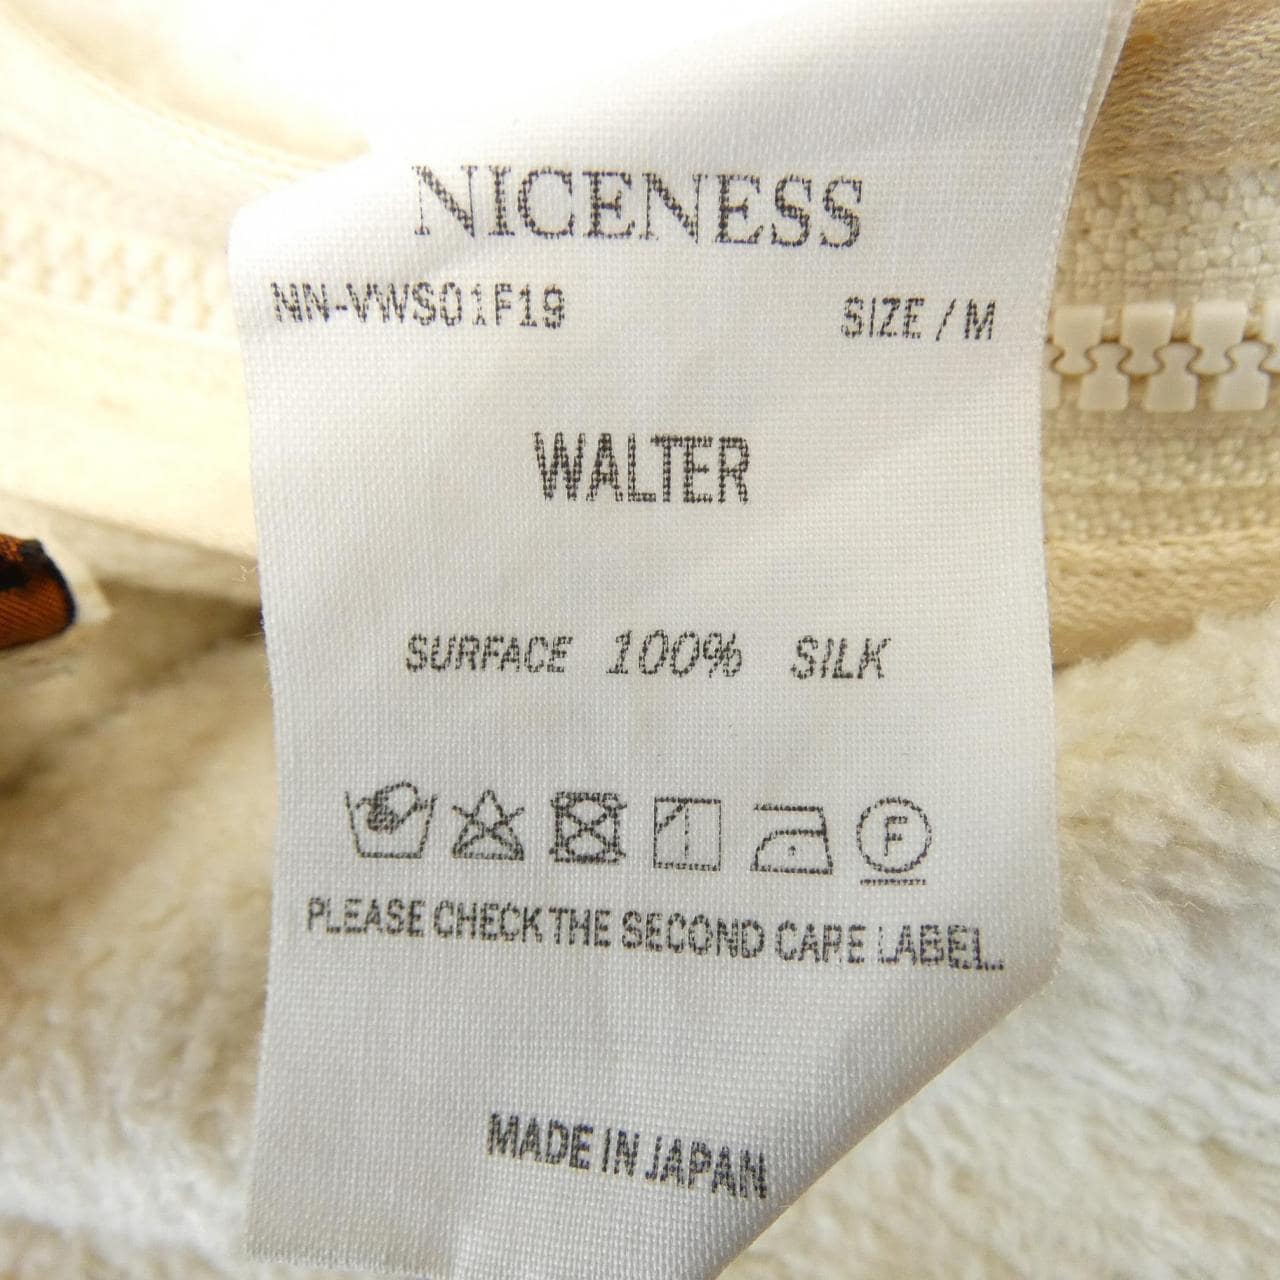 NICENESS
NN-VWS01F19 SIZE / M
WALTER
SURFACE 100% SILK
F
PLEASE CHECK THE SECOND CARE LABEL.
MADE IN JAPAN